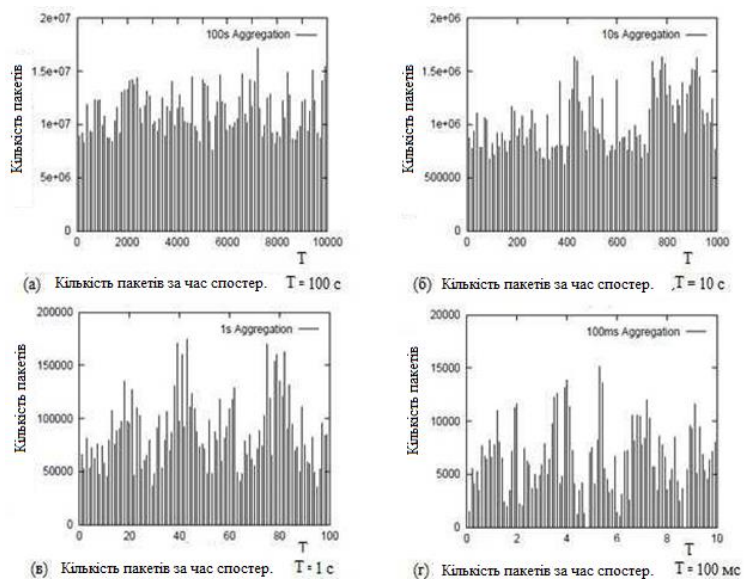 Кількість пакетів
2e+07
1.5e+07
1e+07
5e+06
0
100s Aggregation
0 2000 4000 6000 8000 10000
T
(а) Кількість пакетів за час спостер. T = 100 с
Кількість пакетів
2e+06
1.5e+06
1e+06
500000
0
10s Aggregation
0 200 400 600 800 1000
T
(б) Кількість пакетів за час спостер. ,T = 10 с
Кількість пакетів
200000
150000
100000
50000
0
1s Aggregation
0 20 40 60 80 100
T
(в) Кількість пакетів за час спостер. T = 1 с
Кількість пакетів
20000
15000
10000
5000
0
100ms Aggregation
0 2 4 6 8 10
T
(г) Кількість пакетів за час спостер. T = 100 мс